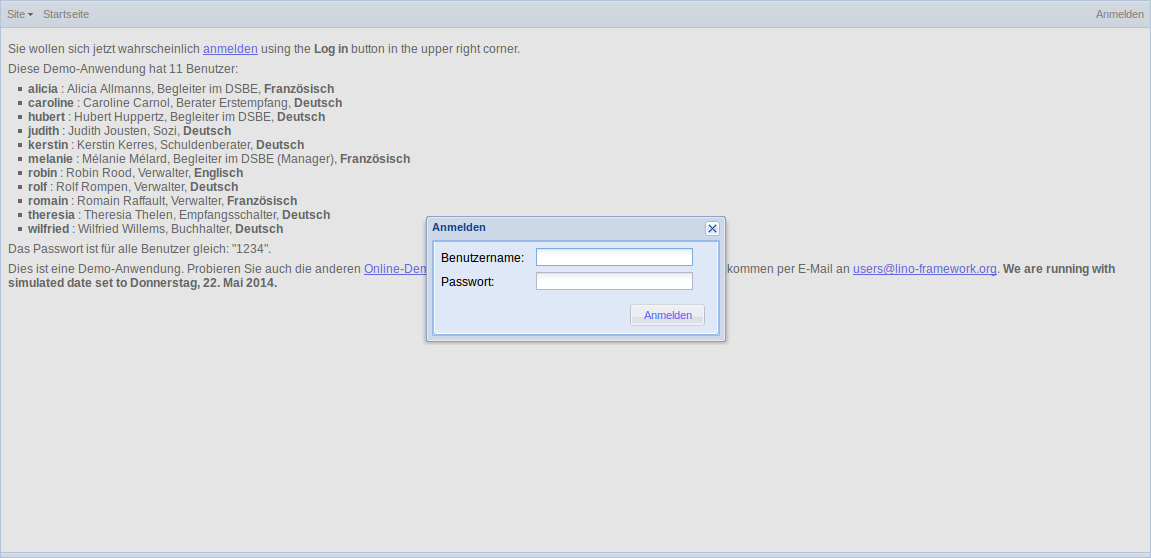 Site Startseite Anmelden
Sie wollen sich jetzt wahrscheinlich anmelden using the Log in button in the upper right corner.
Diese Demo-Anwendung hat 11 Benutzer:
alicia : Alicia Allmanns, Begleiter im DSBE, Französisch
caroline : Caroline Carnol, Berater Erstempfang, Deutsch
hubert : Hubert Huppertz, Begleiter im DSBE, Deutsch
judith : Judith Jousten, Sozi, Deutsch
kerstin : Kerstin Kerres, Schuldenberater, Deutsch
melanie : Mélanie Mélard, Begleiter im DSBE (Manager), Französisch
robin : Robin Rood, Verwalter, Englisch
rolf : Rolf Rompen, Verwalter, Deutsch
romain : Romain Raffault, Verwalter, Französisch
theresia : Theresia Thelen, Empfangsschalter, Deutsch
wilfried : Wilfried Willems, Buchhalter, Deutsch
Das Passwort ist für alle Benutzer gleich: "1234".
Dies ist eine Demo-Anwendung. Probieren Sie auch die anderen Online-Dem kommen per E-Mail an users@lino-framework.org. We are running with
simulated date set to Donnerstag, 22. Mai 2014.
Anmelden
Benutzername:
Passwort:
Anmelden